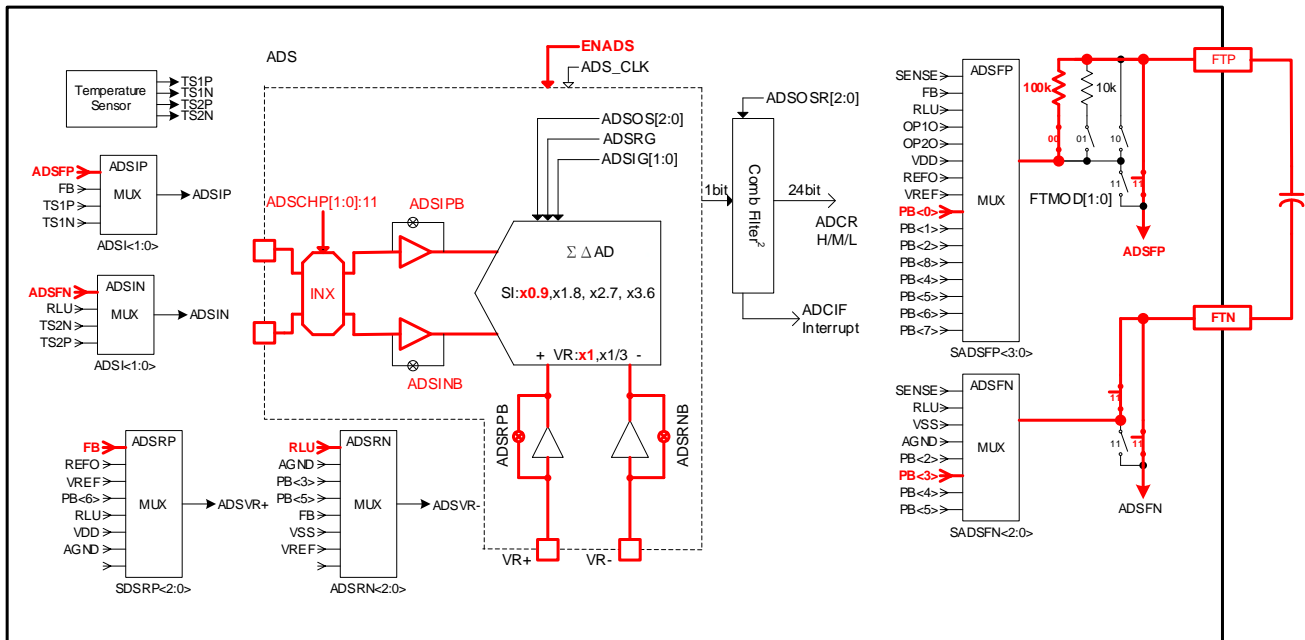 ADS
ENADS
ADS_CLK
Temperature
Sensor
TS1P
TS1N
TS2P
TS2N
ADSOS[2:0]
ADSRG
ADSIG[1:0]
ADSOSR[2:0]
ADSFP
FB
TS1P
TS1N
ADSIP
MUX
ADSIP
ADSI<1:0>
ADSFN
RLU
TS2N
TS2P
ADSIN
MUX
ADSIN
ADSI<1:0>
ADSCHP[1:0]:11
INX
ADSIPB
ADSINB
Σ Δ AD
SI:x0.9,x1.8, x2.7, x3.6
+ VR:x1,x1/3 -
1bit
Comb Filter²
24bit
ADCR
H/M/L
ADCIF
Interrupt
ADSRPB
ADSRNB
VR+
VR-
FB
REFO
VREF
PB<6>
RLU
VDD
AGND
ADSRP
MUX
ADSVR+
SDSRP<2:0>
RLU
AGND
PB<3>
PB<5>
FB
VSS
VREF
ADSRN
MUX
ADSVR-
ADSRN<2:0>
SENSE
FB
RLU
OP1O
OP2O
VDD
REFO
VREF
PB<0>
PB<1>
PB<2>
PB<8>
PB<4>
PB<5>
PB<6>
PB<7>
ADSFP
MUX
SADSFP<3:0>
100k
10k
00
01
10
11
11
FTMOD[1:0]
ADSFP
FTP
FTN
SENSE
RLU
VSS
AGND
PB<2>
PB<3>
PB<4>
PB<5>
ADSFN
MUX
SADSFN<2:0>
11
11
11
ADSFN